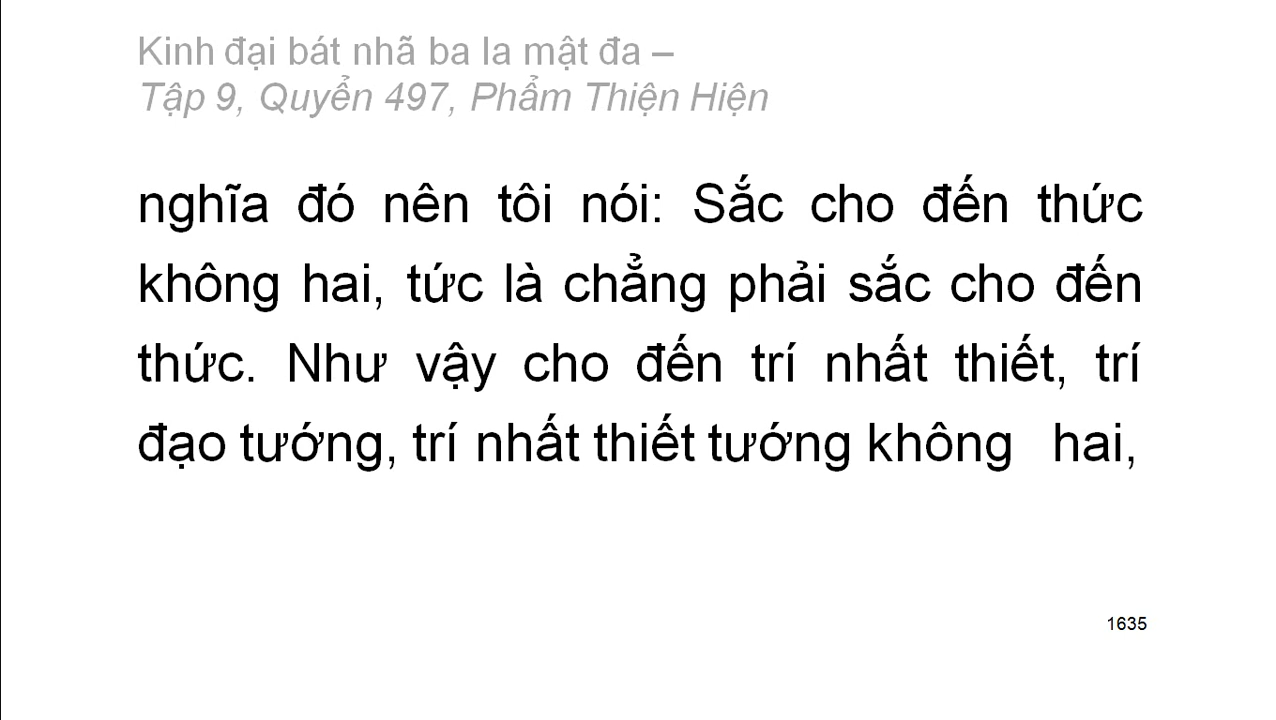 Kinh đại bát nhã ba la mật đa –
Tập 9, Quyển 497, Phẩm Thiện Hiện
nghĩa đó nên tôi nói: Sắc cho đến thức
không hai, tức là chẳng phải sắc cho đến
thức. Như vậy cho đến trí nhất thiết, trí
đạo tướng, trí nhất thiết tướng không hai,
1635